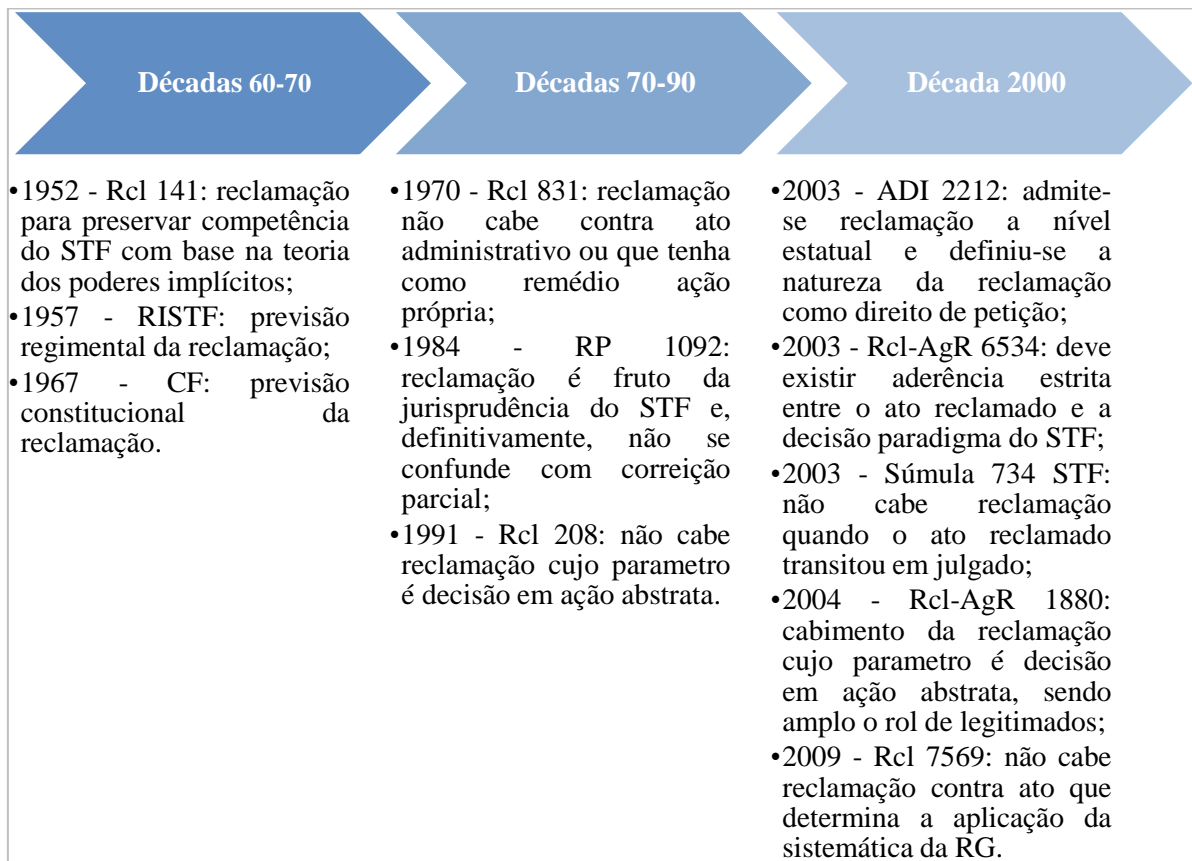 Décadas 60-70
•1952 - Rcl 141: reclamação
para preservar competência
do STF com base na teoria
dos poderes implícitos;
•1957 - RISTF: previsão
regimental da reclamação;
•1967 - CF: previsão
constitucional da
reclamação.
Décadas 70-90
•1970 - Rcl 831: reclamação
não cabe contra ato
administrativo ou que tenha
como remédio ação
própria;
•1984 - RP 1092:
reclamação é fruto da
jurisprudência do STF e,
definitivamente, não se
confunde com correição
parcial;
•1991 - Rcl 208: não cabe
reclamação cujo parametro
é decisão em ação abstrata.
Década 2000
•2003 - ADI 2212: admite-
se reclamação a nível
estatual e definiu-se a
natureza da reclamação
como direito de petição;
•2003 - Rcl-AgR 6534: deve
existir aderência estrita
entre o ato reclamado e a
decisão paradigma do STF;
•2003 - Súmula 734 STF:
não cabe reclamação
quando o ato reclamado
transitou em julgado;
•2004 - Rcl-AgR 1880:
cabimento da reclamação
cujo parametro é decisão
em ação abstrata, sendo
amplo o rol de legitimados;
•2009 - Rcl 7569: não cabe
reclamação contra ato que
determina a aplicação da
sistemática da RG.